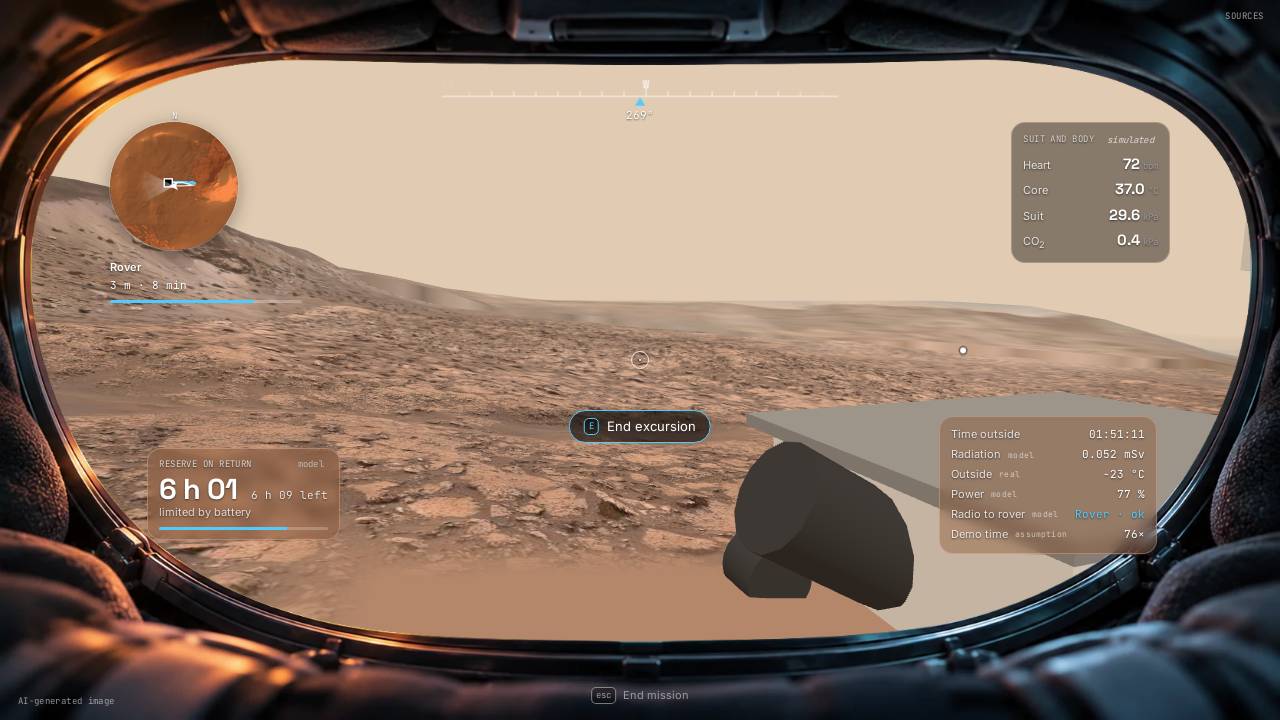 SOURCES
W
269°
N
Rover
3 m · 8 min
SUIT AND BODY simulated
Heart 72 bpm
Core 37.0 °C
Suit 29.6 kPa
CO2 0.4 kPa
E End excursion
RESERVE ON RETURN model
6 h 01 6 h 09 left
limited by battery
Time outside 01:51:11
Radiation model 0.052 mSv
Outside real -23 °C
Power model 77 %
Radio to rover model Rover · ok
Demo time assumption 76×
esc End mission
AI-generated image